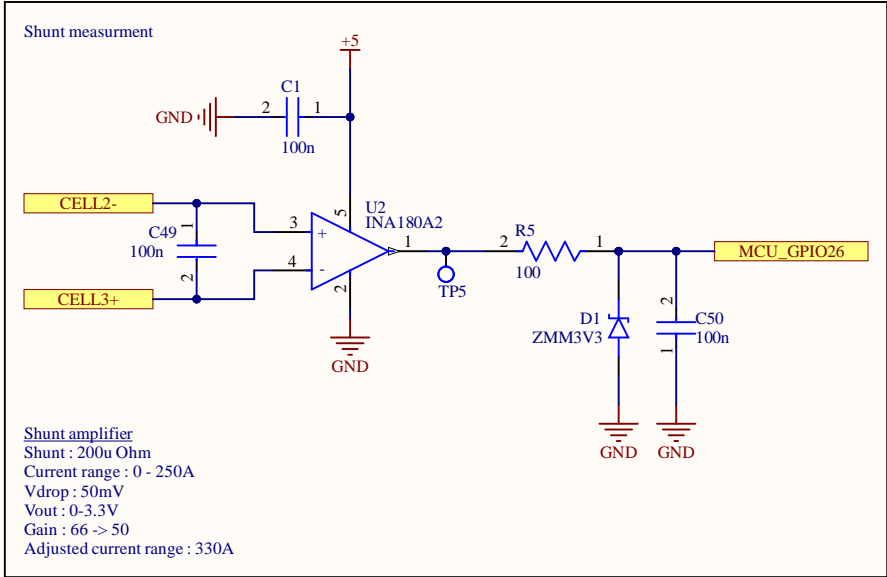 Shunt measurment
+5
C1
2 1
GND
100n
CELL2-
U2
INA180A2
5
C49
100n
1
2
3
+
4
-
1
2
CELL3+
TP5
R5
2 1
100
MCU_GPIO26
D1
ZMM3V3
2
C50
100n
1
GND
GND
GND
Shunt amplifier
Shunt : 200u Ohm
Current range : 0 - 250A
Vdrop : 50mV
Vout : 0-3.3V
Gain : 66 -> 50
Adjusted current range : 330A